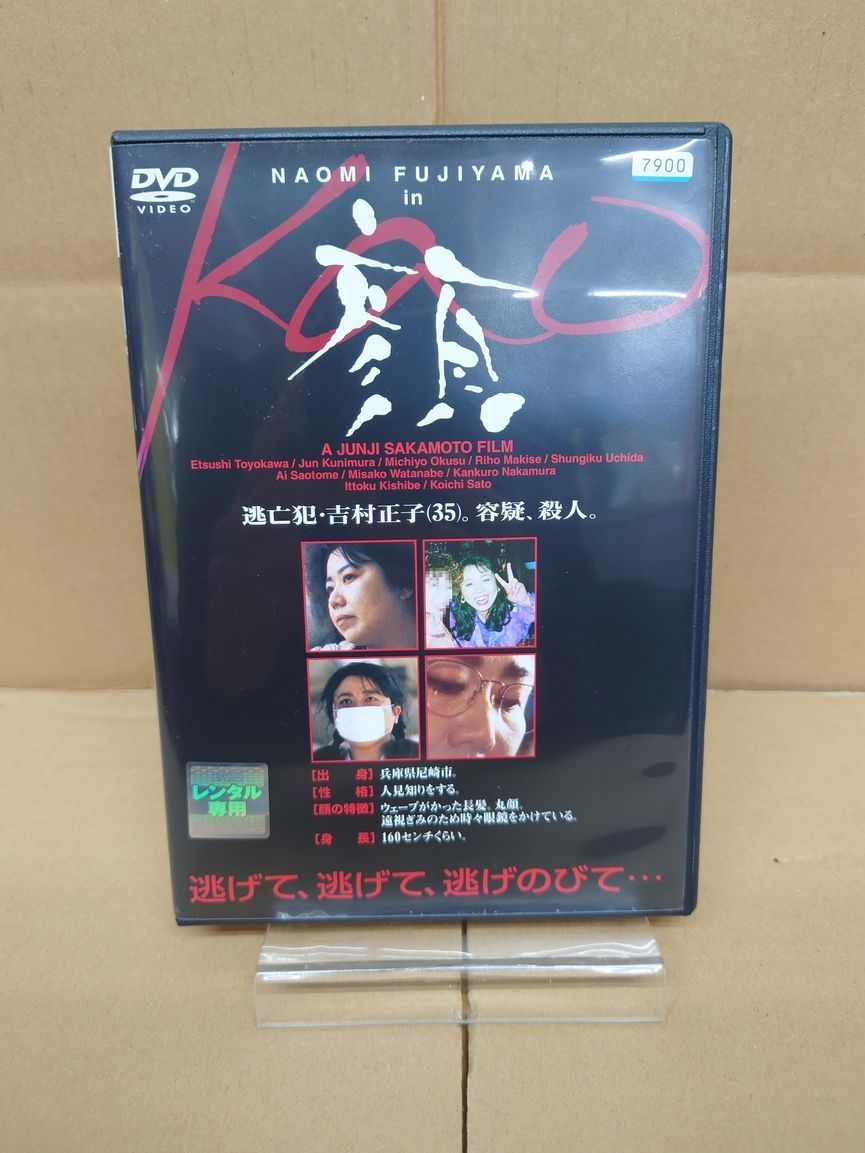 DVD
VIDEO
7900
NAOMI FUJIYAMA
in
Kao
顔
A JUNJI SAKAMOTO FILM
Etsushi Toyokawa / Jun Kunimura / Michiyo Okusu / Riho Makise / Shungiku Uchida
Ai Saotome / Misako Watanabe / Kankuro Nakamura
Ittoku Kishibe / Koichi Sato
逃亡犯・吉村正子(35)。容疑、殺人。
[出 身] 兵庫県尼崎市。
[性 格] 人見知りをする。
[顔の特徴] ウェーブがかった長髪。丸顔。
遠視ぎみのため時々眼鏡をかけている。
[身 長] 160センチくらい。
DVD
レンタル
専用
逃げて、逃げて、逃げのびて…